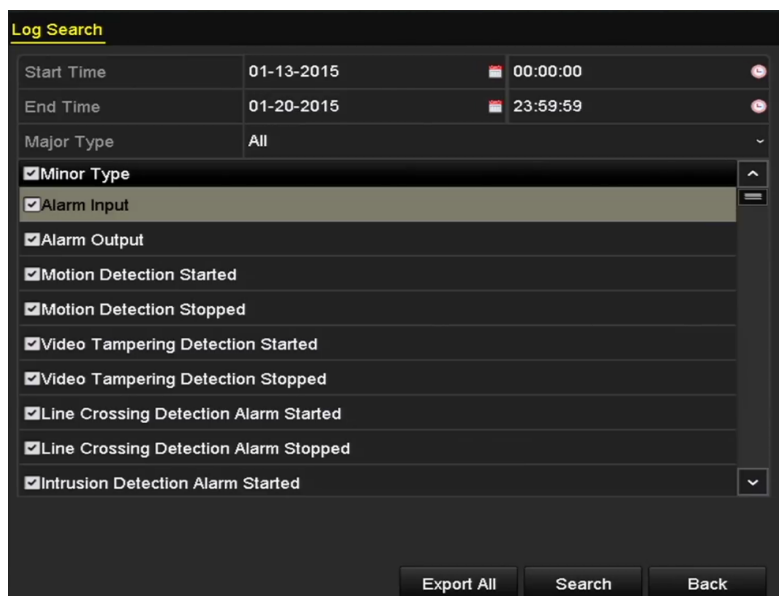 Log Search
Start Time 01-13-2015 00:00:00
End Time 01-20-2015 23:59:59
Major Type All
Minor Type
Alarm Input
Alarm Output
Motion Detection Started
Motion Detection Stopped
Video Tampering Detection Started
Video Tampering Detection Stopped
Line Crossing Detection Alarm Started
Line Crossing Detection Alarm Stopped
Intrusion Detection Alarm Started
Export All Search Back